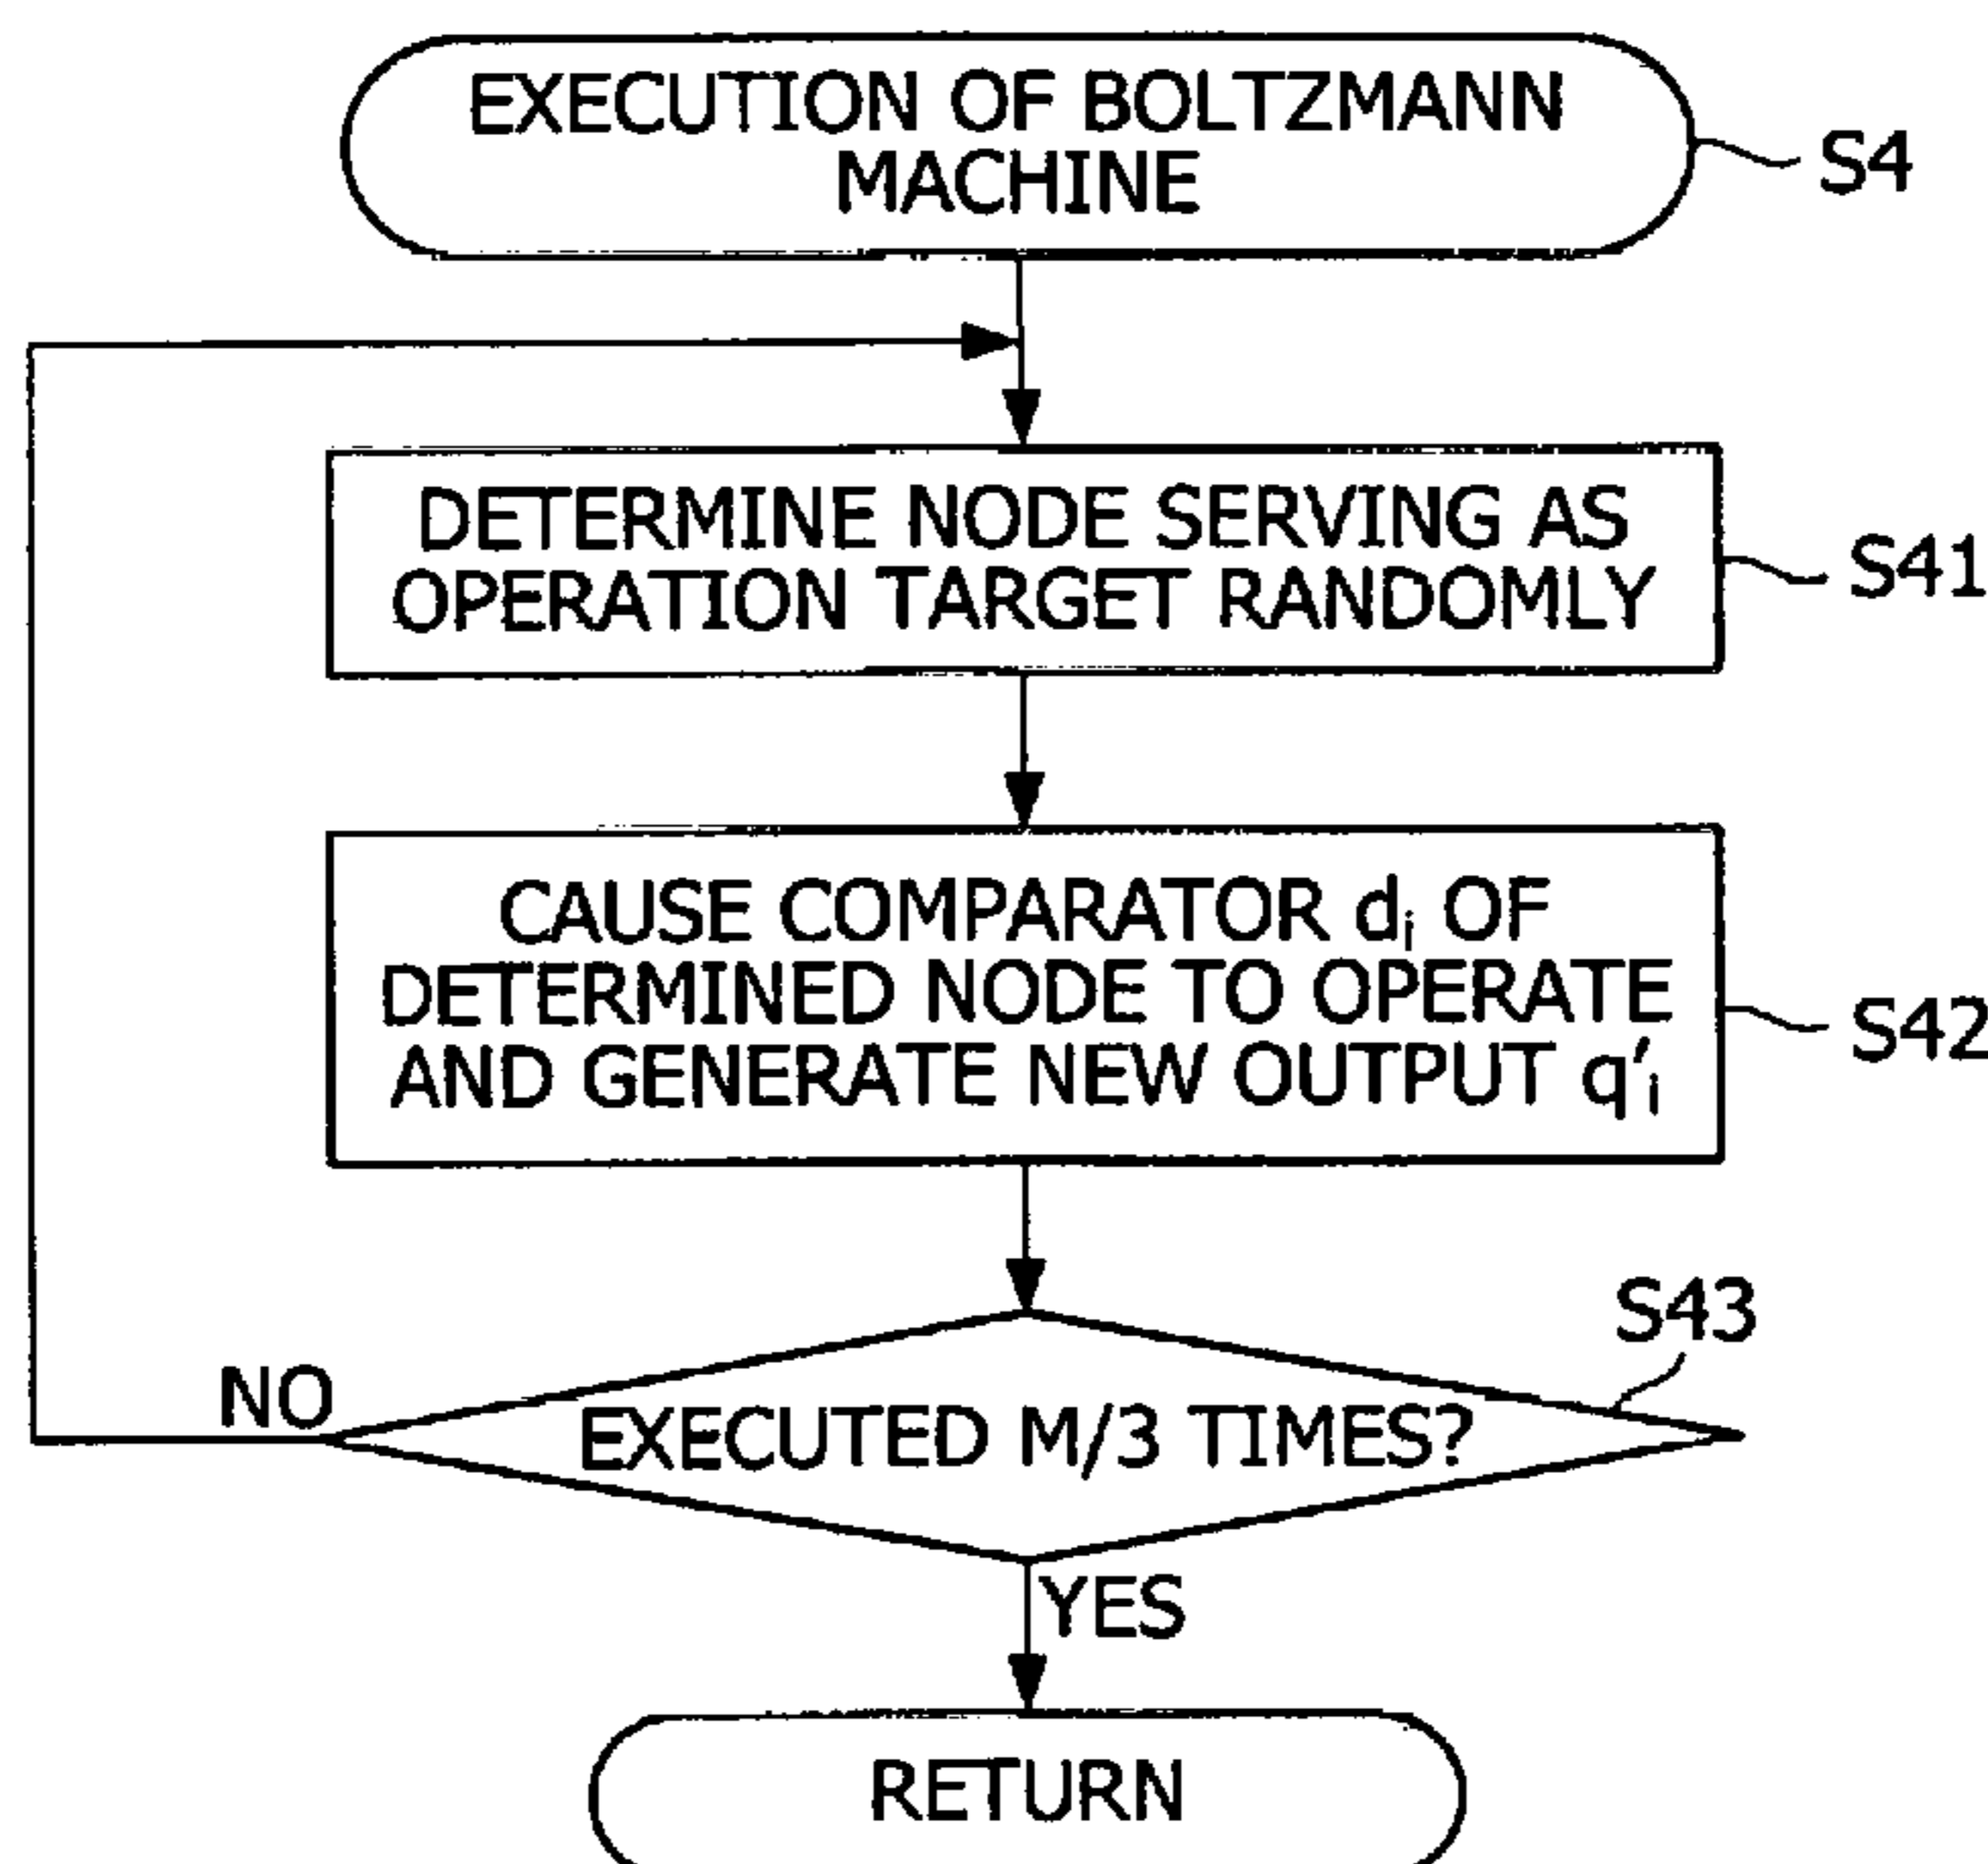 EXECUTION OF BOLTZMANN
MACHINE
S4
DETERMINE NODE SERVING AS
OPERATION TARGET RANDOMLY
S41
CAUSE COMPARATOR dᵢ OF
DETERMINED NODE TO OPERATE
AND GENERATE NEW OUTPUT q′ᵢ
S42
S43
NO
EXECUTED M/3 TIMES?
YES
RETURN